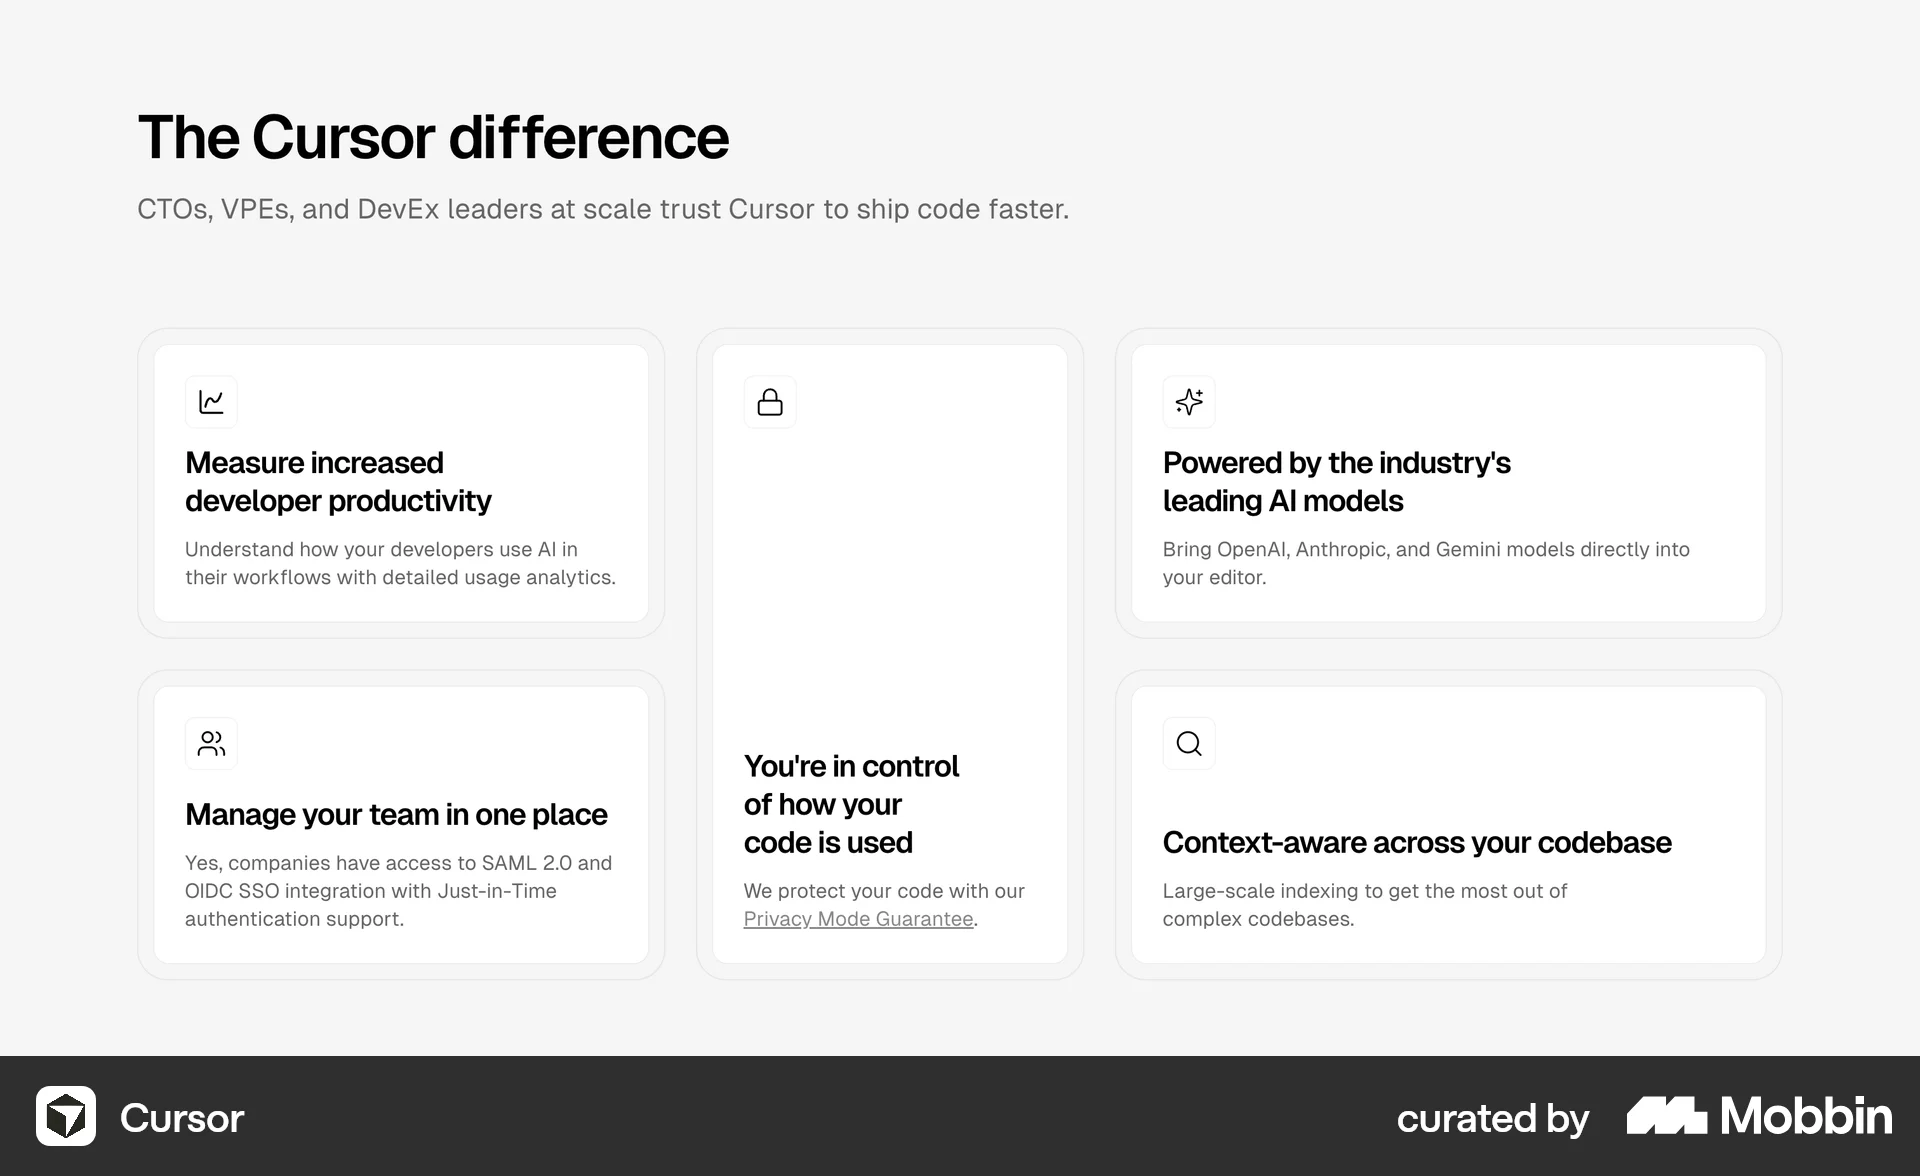 The Cursor difference
CTOs, VPEs, and DevEx leaders at scale trust Cursor to ship code faster.
Measure increased
developer productivity
Understand how your developers use AI in
their workflows with detailed usage analytics.
Manage your team in one place
Yes, companies have access to SAML 2.0 and
OIDC SSO integration with Just-in-Time
authentication support.
You're in control
of how your
code is used
We protect your code with our
Privacy Mode Guarantee.
Powered by the industry's
leading AI models
Bring OpenAI, Anthropic, and Gemini models directly into
your editor.
Context-aware across your codebase
Large-scale indexing to get the most out of
complex codebases.
Cursor
curated by Mobbin